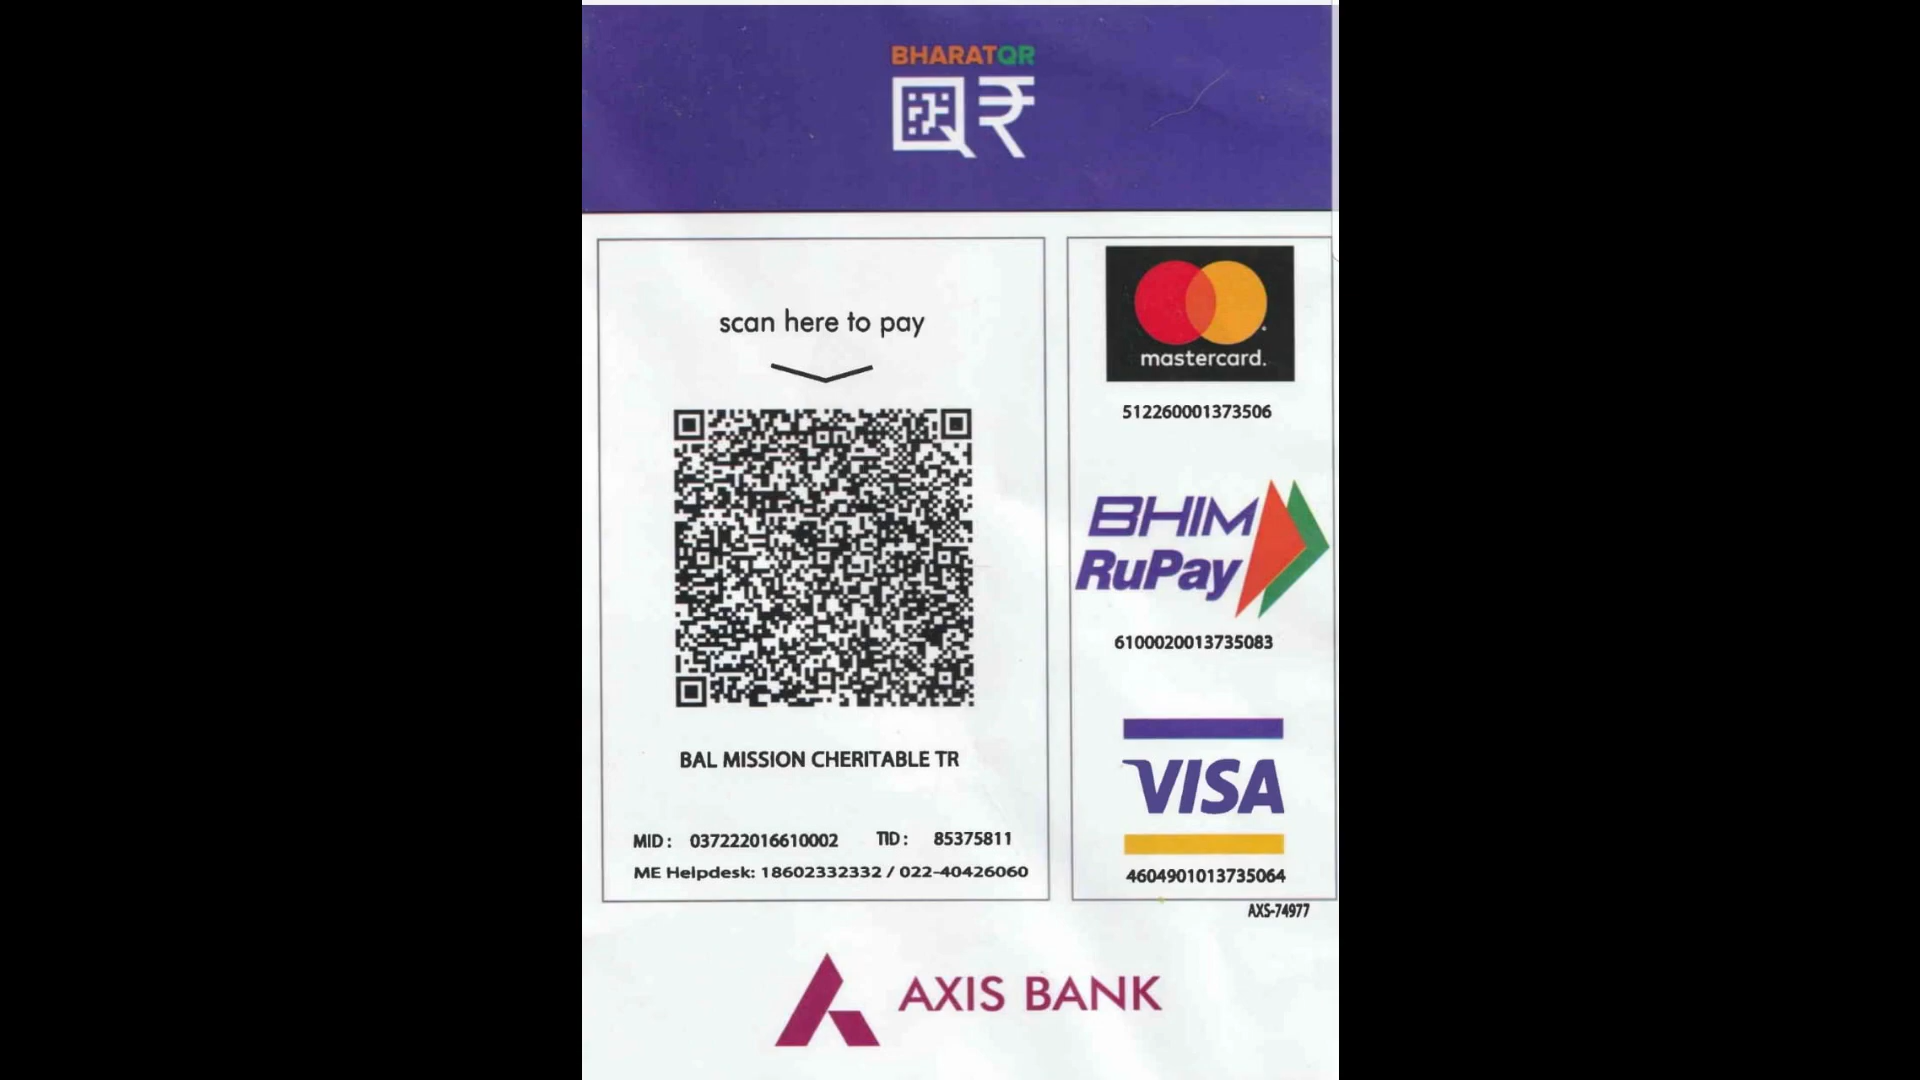 BHARATQR
scan here to pay
BAL MISSION CHERITABLE TR
MID : 037222016610002 TID : 85375811
ME Helpdesk: 18602332332 / 022-40426060
mastercard.
512260001373506
BHIM
RuPay
6100020013735083
VISA
4604901013735064
AXS-74977
AXIS BANK